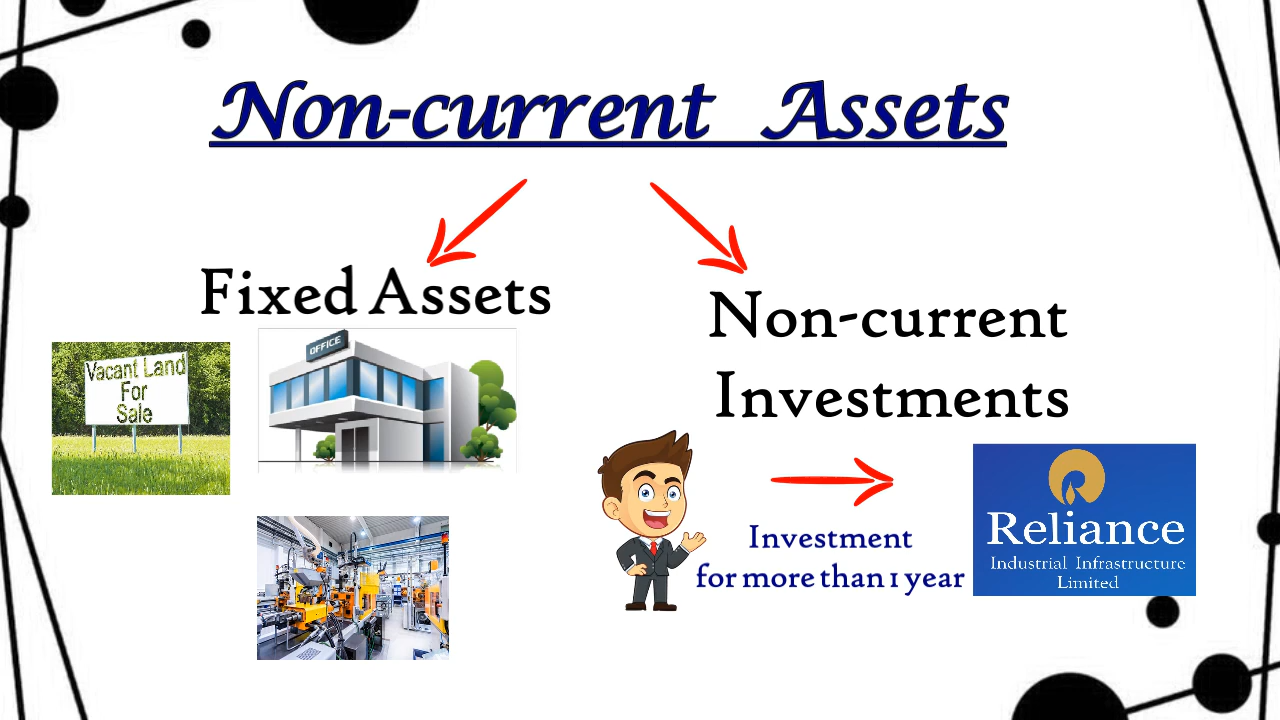 Non-current Assets
Fixed Assets
Vacant Land
For
Sale
OFFICE
Non-current
Investments
Investment
for more than 1 year
Reliance
Industrial Infrastructure
Limited